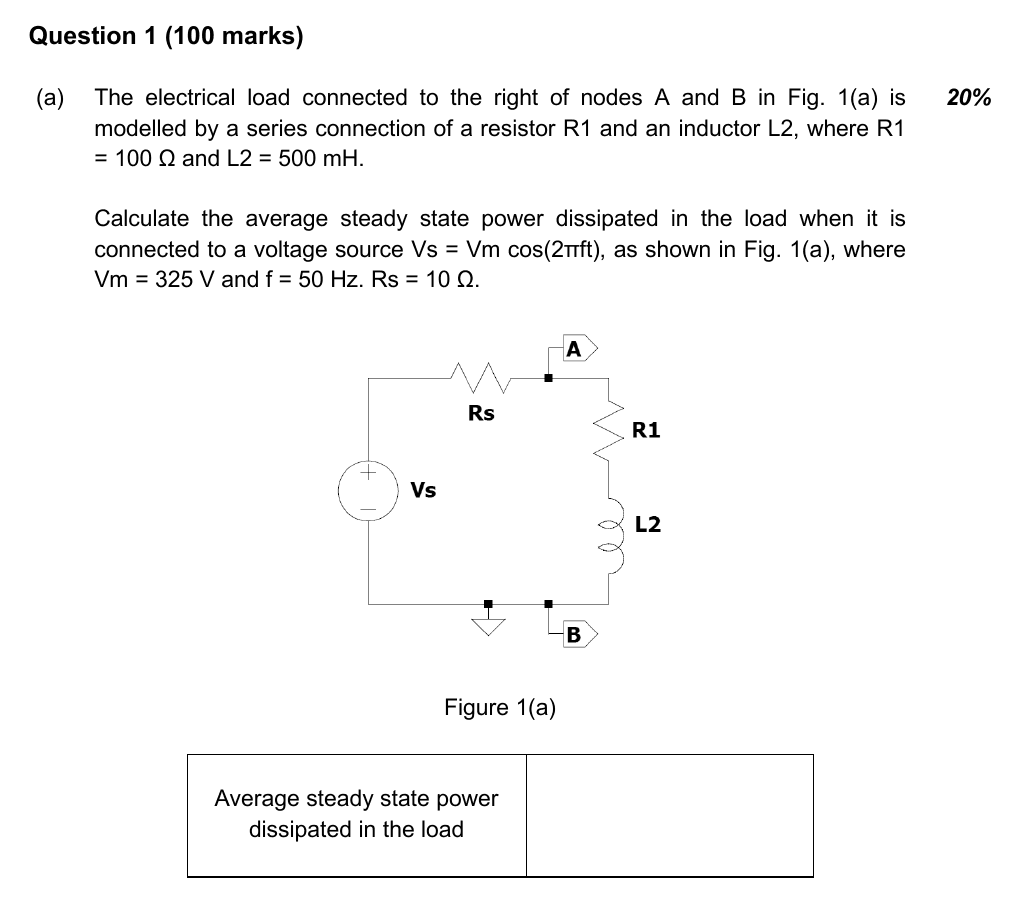 Question 1 (100 marks)
(a) The electrical load connected to the right of nodes A and B in Fig. 1(a) is 20%
modelled by a series connection of a resistor R1 and an inductor L2, where R1
= 100 Ω and L2 = 500 mH.
Calculate the average steady state power dissipated in the load when it is
connected to a voltage source Vs = Vm cos(2πft), as shown in Fig. 1(a), where
Vm = 325 V and f = 50 Hz. Rs = 10 Ω.
A
Rs
R1
+
Vs
–
L2
B
Figure 1(a)
Average steady state power
dissipated in the load